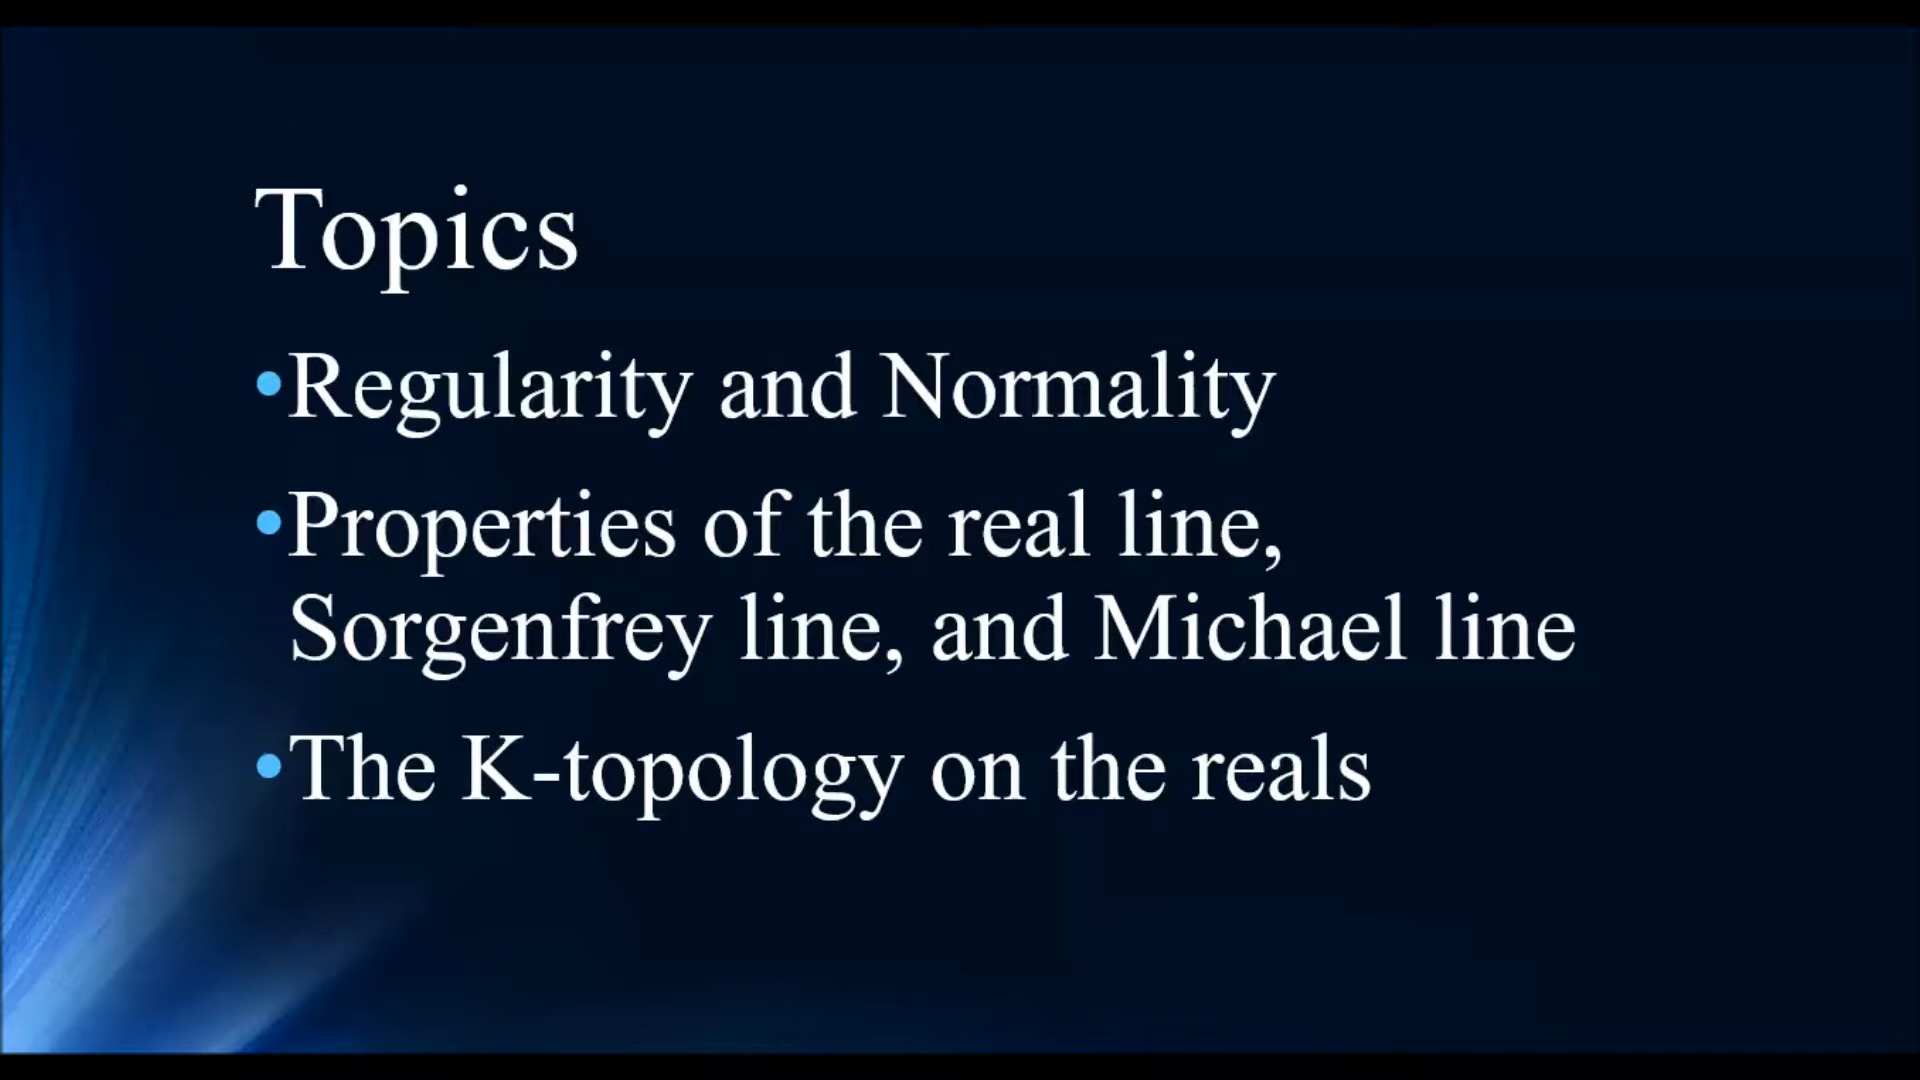 Topics
•Regularity and Normality
•Properties of the real line,
Sorgenfrey line, and Michael line
•The K-topology on the reals